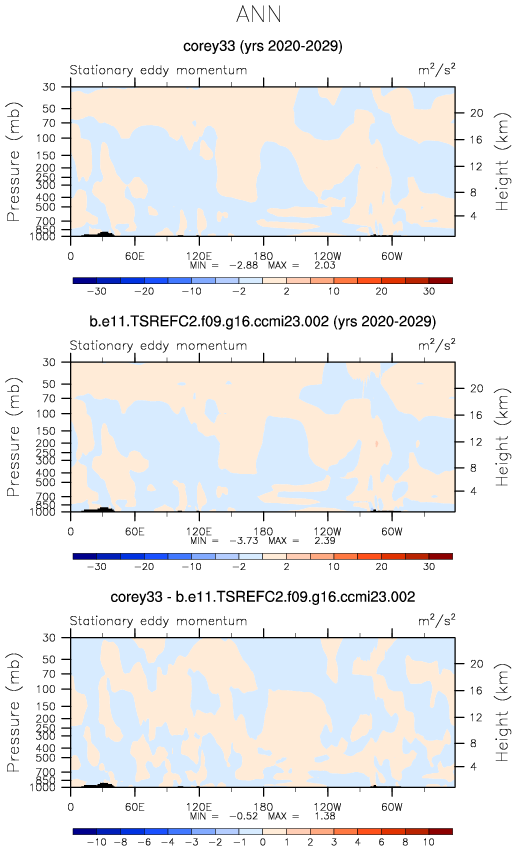 ANN
corey33 (yrs 2020-2029)
Stationary eddy momentum m²/s²
Pressure (mb)
30
50
70
100
150
200
250
300
400
500
700
850
1000
Height (km)
20
16
12
8
4
0 60E 120E 180 120W 60W
MIN = -2.88 MAX = 2.03
-30 -20 -10 -2 2 10 20 30
b.e11.TSREFC2.f09.g16.ccmi23.002 (yrs 2020-2029)
Stationary eddy momentum m²/s²
Pressure (mb)
30
50
70
100
150
200
250
300
400
500
700
850
1000
Height (km)
20
16
12
8
4
0 60E 120E 180 120W 60W
MIN = -3.73 MAX = 2.39
-30 -20 -10 -2 2 10 20 30
corey33 - b.e11.TSREFC2.f09.g16.ccmi23.002
Stationary eddy momentum m²/s²
Pressure (mb)
30
50
70
100
150
200
250
300
400
500
700
850
1000
Height (km)
20
16
12
8
4
0 60E 120E 180 120W 60W
MIN = -0.52 MAX = 1.38
-10 -8 -6 -4 -3 -2 -1 0 1 2 3 4 6 8 10